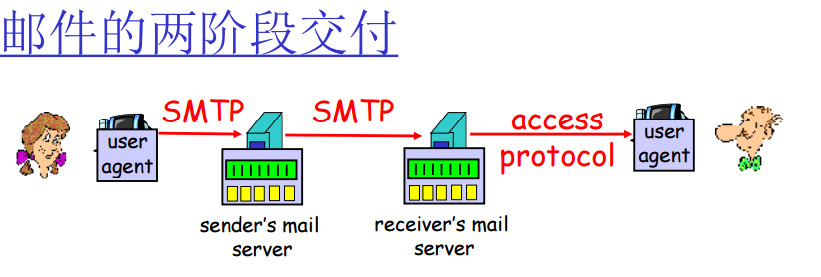 邮件的两阶段交付
SMTP
SMTP
access
protocol
user
agent
user
agent
sender's mail
server
receiver's mail
server